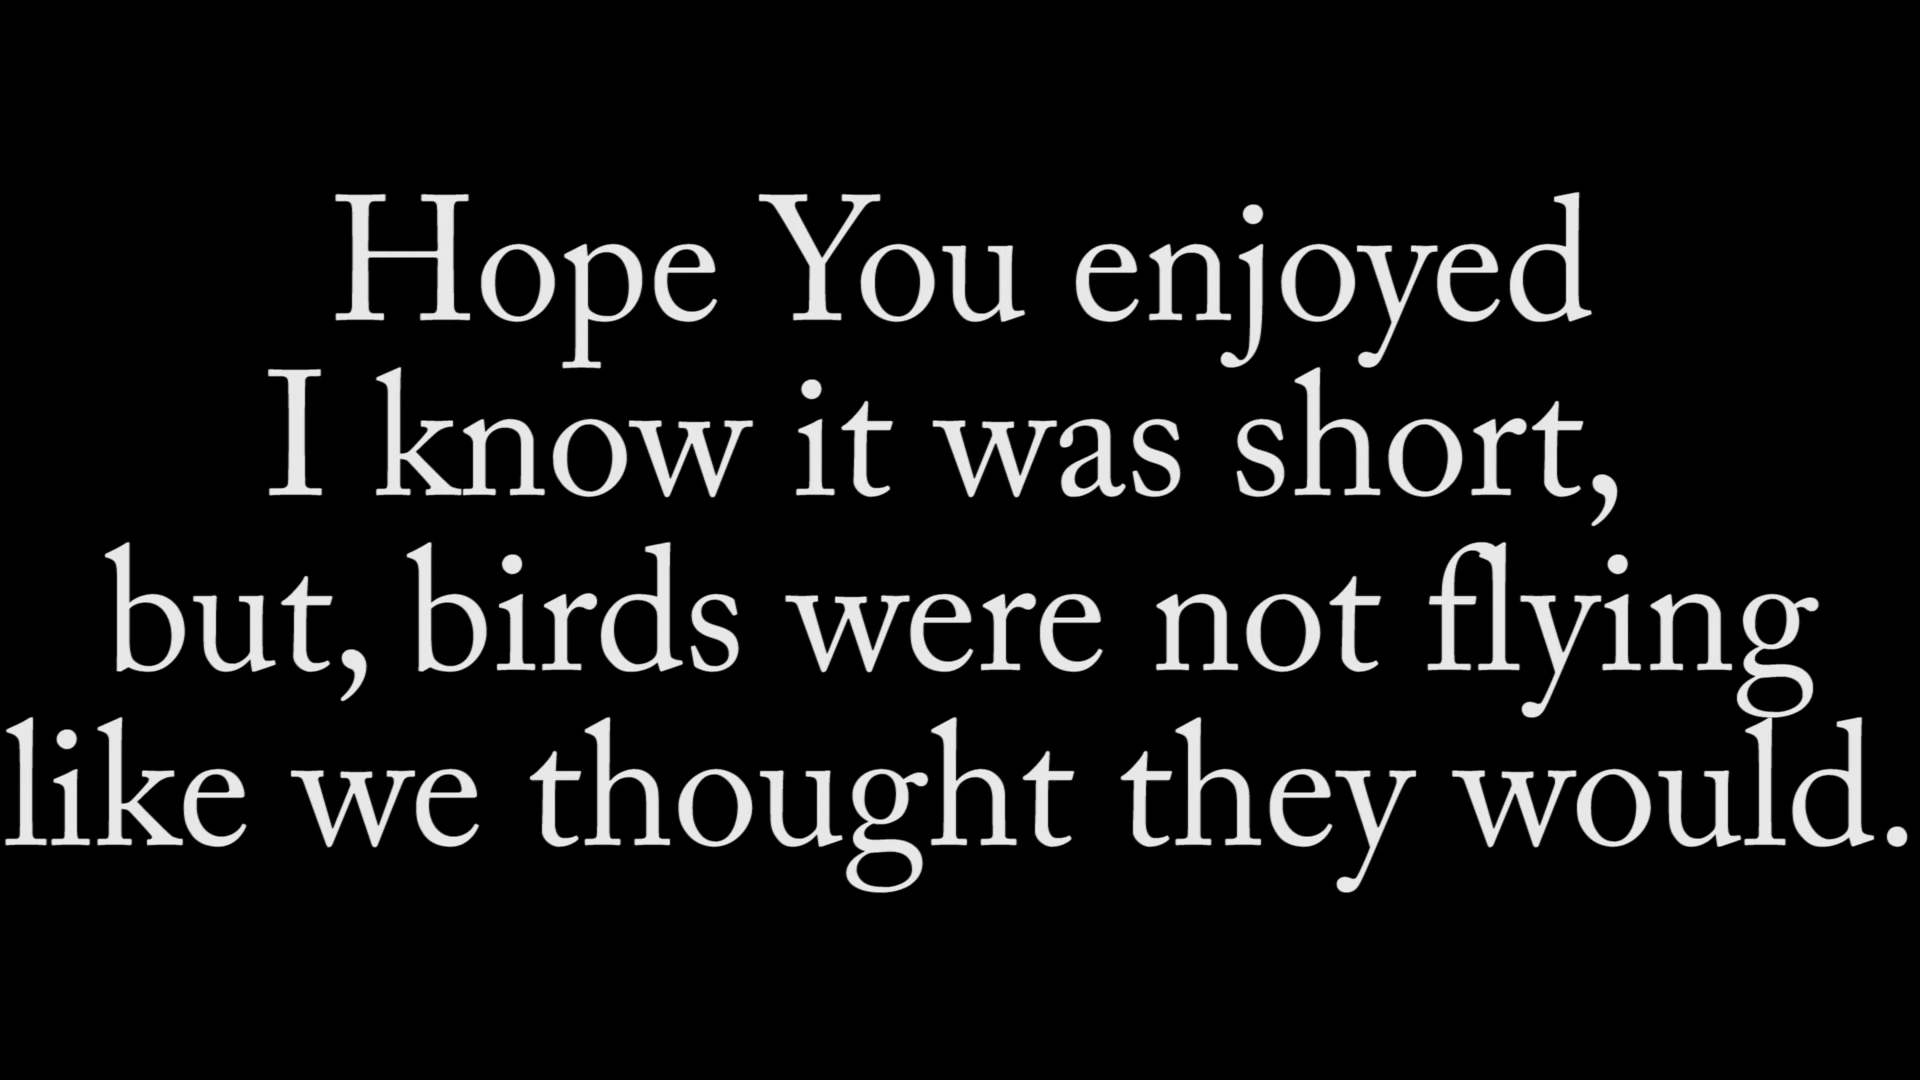 Hope You enjoyed
I know it was short,
but, birds were not flying
like we thought they would.